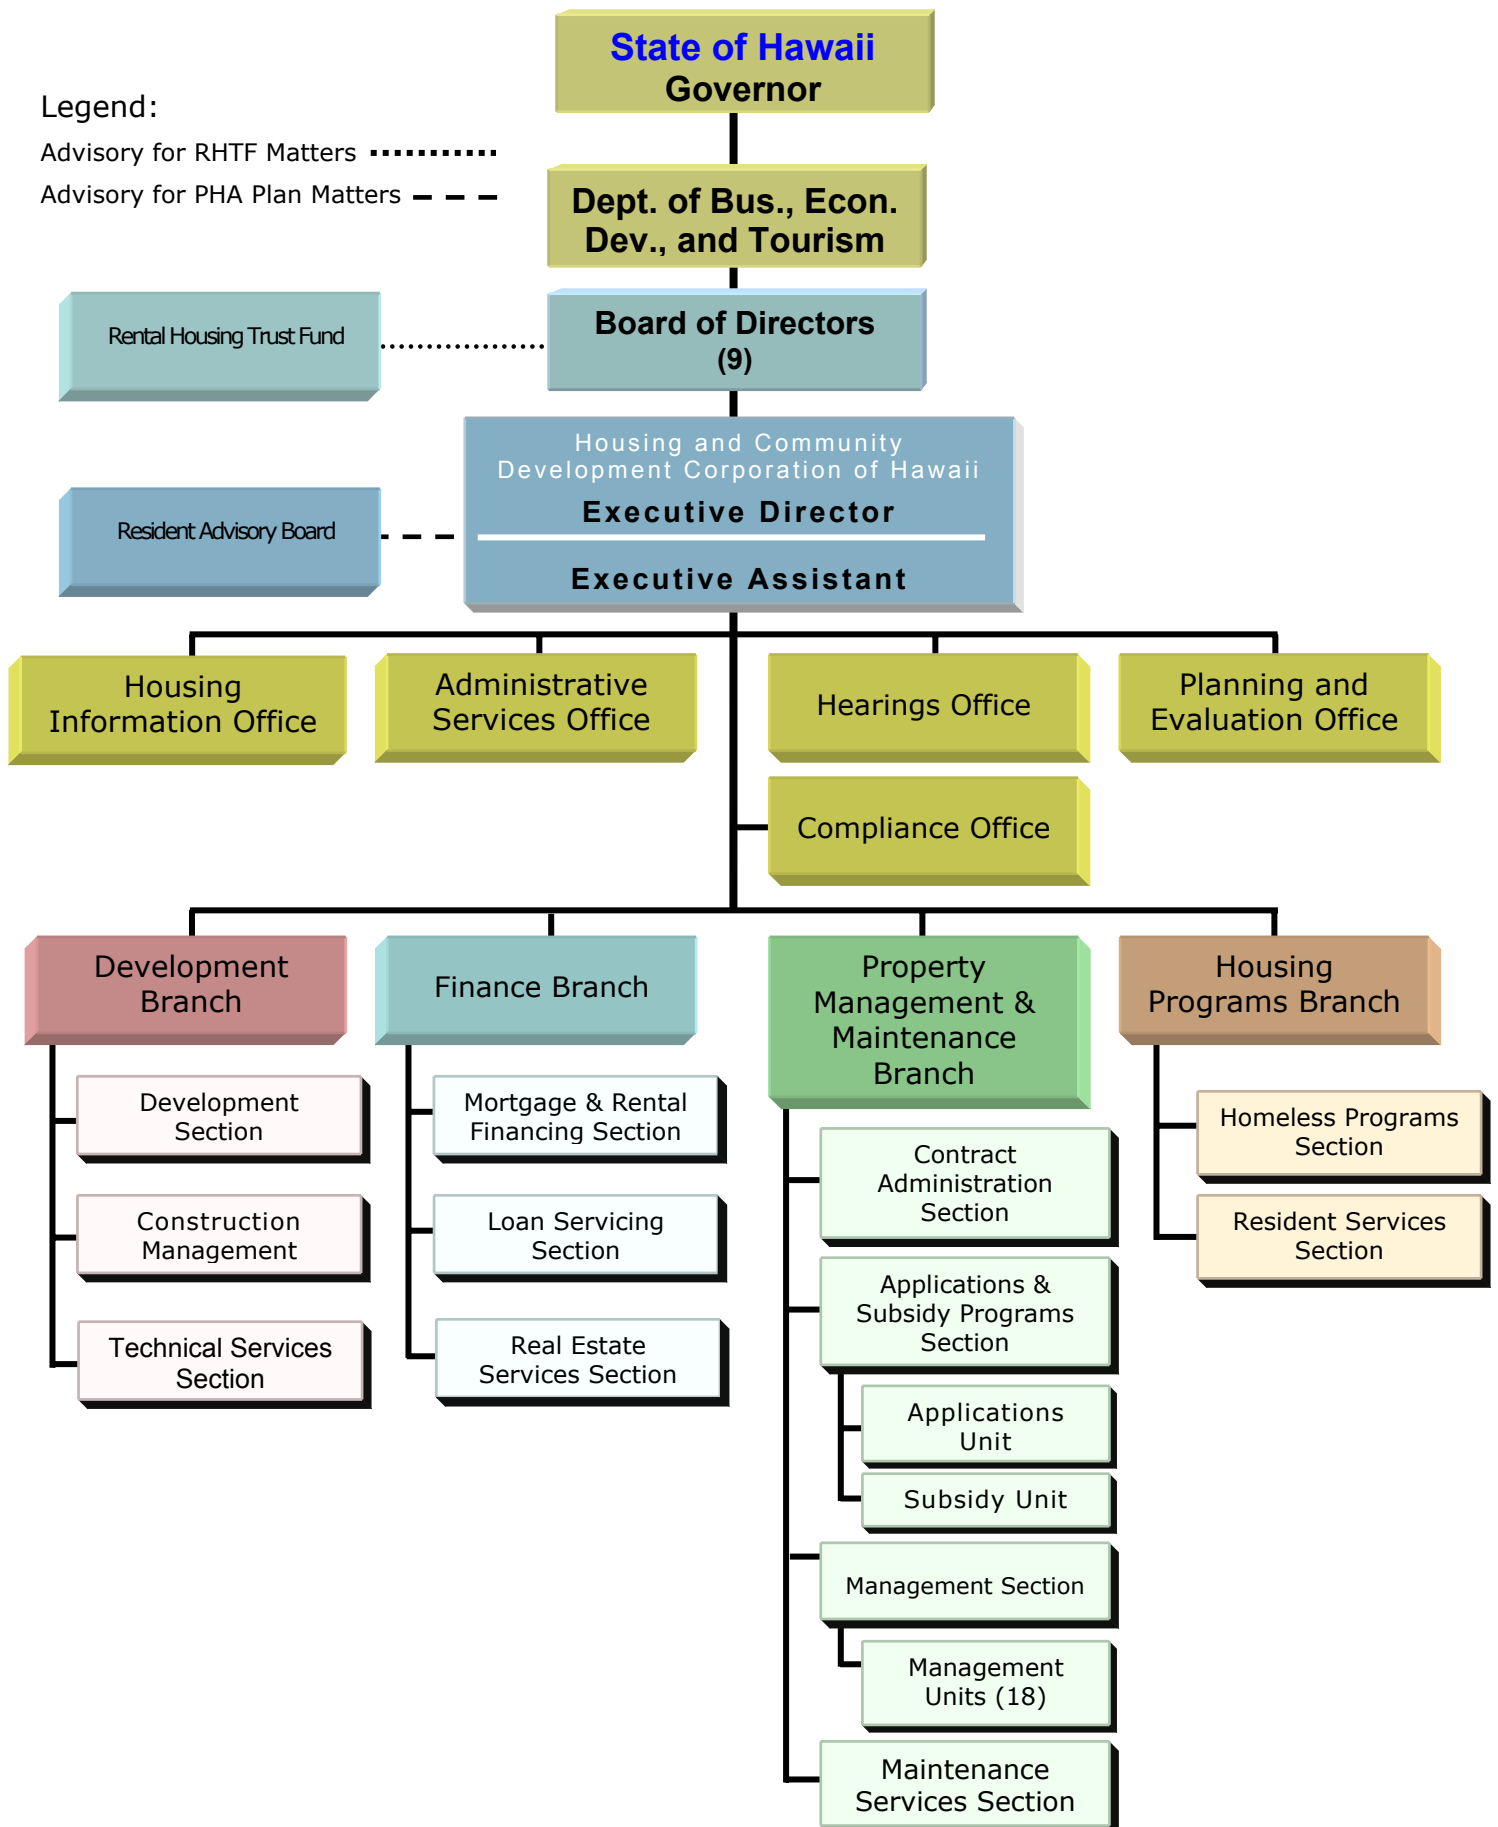 State of Hawaii
Governor
Legend:
Advisory for RHTF Matters
Advisory for PHA Plan Matters
Dept. of Bus., Econ.
Dev., and Tourism
Rental Housing Trust Fund
Board of Directors
(9)
Housing and Community
Development Corporation of Hawaii
Executive Director
Resident Advisory Board
Executive Assistant
Housing
Information Office
Administrative
Services Office
Hearings Office
Planning and
Evaluation Office
Compliance Office
Development
Branch
Finance Branch
Property
Management &
Maintenance
Branch
Housing
Programs Branch
Development
Section
Construction
Management
Technical Services
Section
Mortgage & Rental
Financing Section
Loan Servicing
Section
Real Estate
Services Section
Contract
Administration
Section
Applications &
Subsidy Programs
Section
Applications
Unit
Subsidy Unit
Management Section
Management
Units (18)
Maintenance
Services Section
Homeless Programs
Section
Resident Services
Section